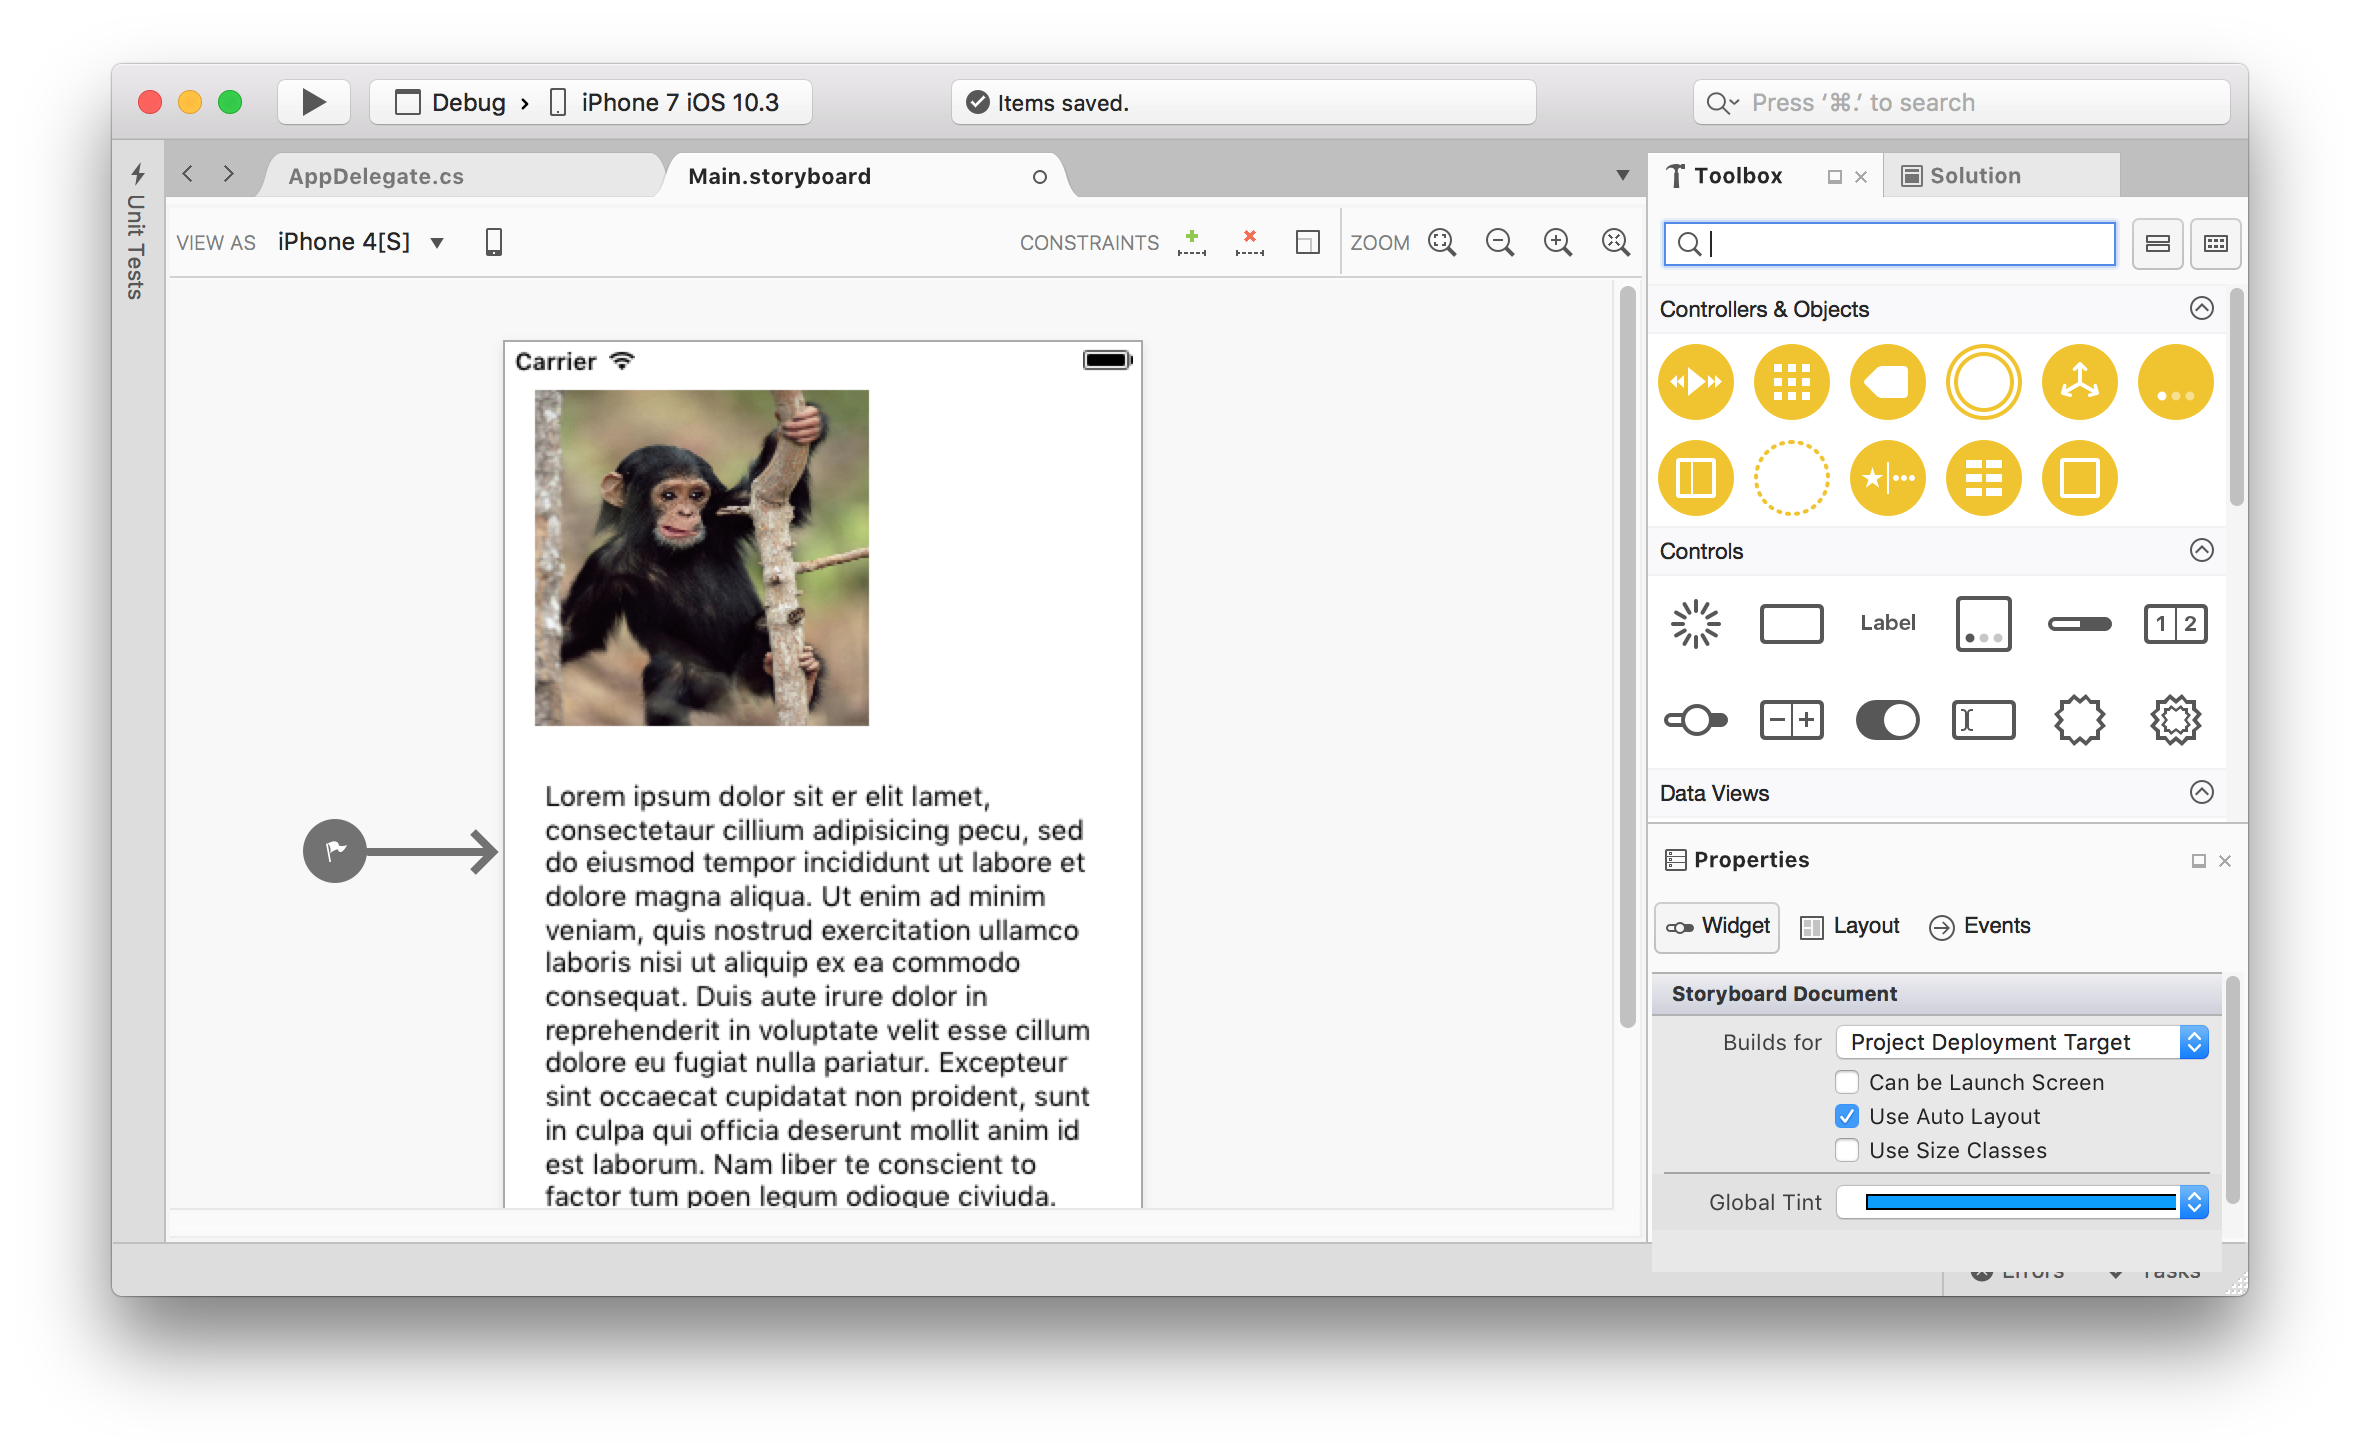 Debug › iPhone 7 iOS 10.3
Items saved.
Press ‘⌘.’ to search
Unit Tests
AppDelegate.cs
Main.storyboard
Toolbox
Solution
VIEW AS iPhone 4[S]
CONSTRAINTS
ZOOM
Controllers & Objects
Controls
Label
1 2
Data Views
Carrier
Lorem ipsum dolor sit er elit lamet,
consectetaur cillium adipisicing pecu, sed
do eiusmod tempor incididunt ut labore et
dolore magna aliqua. Ut enim ad minim
veniam, quis nostrud exercitation ullamco
laboris nisi ut aliquip ex ea commodo
consequat. Duis aute irure dolor in
reprehenderit in voluptate velit esse cillum
dolore eu fugiat nulla pariatur. Excepteur
sint occaecat cupidatat non proident, sunt
in culpa qui officia deserunt mollit anim id
est laborum. Nam liber te conscient to
factor tum poen legum odioque civiuda.
Properties
Widget
Layout
Events
Storyboard Document
Builds for Project Deployment Target
Can be Launch Screen
Use Auto Layout
Use Size Classes
Global Tint
Errors
Tasks